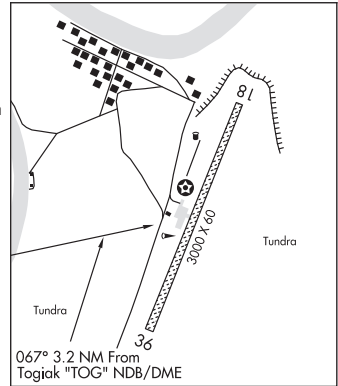 18
3000 X 60
Tundra
Tundra
36
067° 3.2 NM From
Togiak "TOG" NDB/DME